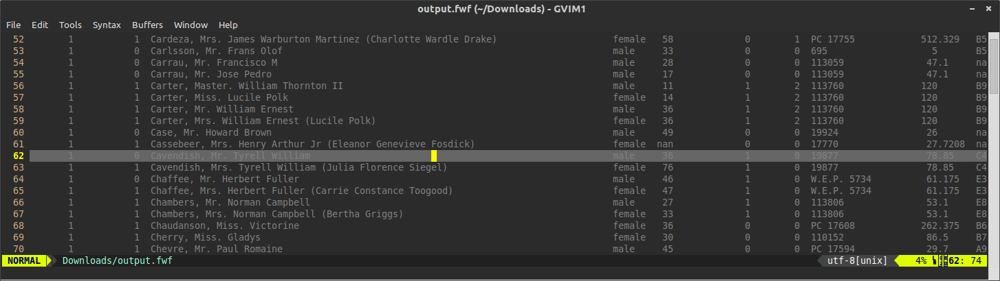 output.fwf (~/Downloads) - GVIM1
File Edit Tools Syntax Buffers Window Help
52 1 1 Cardeza, Mrs. James Warburton Martinez (Charlotte Wardle Drake) female 58 0 1 PC 17755 512.329 B5
53 1 0 Carlsson, Mr. Frans Olof male 33 0 0 695 5 B5
54 1 0 Carrau, Mr. Francisco M male 28 0 0 113059 47.1 na
55 1 0 Carrau, Mr. Jose Pedro male 17 0 0 113059 47.1 na
56 1 1 Carter, Master. William Thornton II male 11 1 2 113760 120 B9
57 1 1 Carter, Miss. Lucile Polk female 14 1 2 113760 120 B9
58 1 1 Carter, Mr. William Ernest male 36 1 2 113760 120 B9
59 1 1 Carter, Mrs. William Ernest (Lucile Polk) female 36 1 2 113760 120 B9
60 1 0 Case, Mr. Howard Brown male 49 0 0 19924 26 na
61 1 1 Cassebeer, Mrs. Henry Arthur Jr (Eleanor Genevieve Fosdick) female nan 0 0 17770 27.7208 na
62 1 0 Cavendish, Mr. Tyrell William male 36 1 0 19877 78.85 C4
63 1 1 Cavendish, Mrs. Tyrell William (Julia Florence Siegel) female 76 1 0 19877 78.85 C4
64 1 0 Chaffee, Mr. Herbert Fuller male 46 1 0 W.E.P. 5734 61.175 E3
65 1 1 Chaffee, Mrs. Herbert Fuller (Carrie Constance Toogood) female 47 1 0 W.E.P. 5734 61.175 E3
66 1 1 Chambers, Mr. Norman Campbell male 27 1 0 113806 53.1 E8
67 1 1 Chambers, Mrs. Norman Campbell (Bertha Griggs) female 33 1 0 113806 53.1 E8
68 1 1 Chaudanson, Miss. Victorine female 36 0 0 PC 17608 262.375 B6
69 1 1 Cherry, Miss. Gladys female 30 0 0 110152 86.5 B7
70 1 1 Chevre, Mr. Paul Romaine male 45 0 0 PC 17594 29.7 A9
NORMAL Downloads/output.fwf utf-8[unix] 4% 62: 74